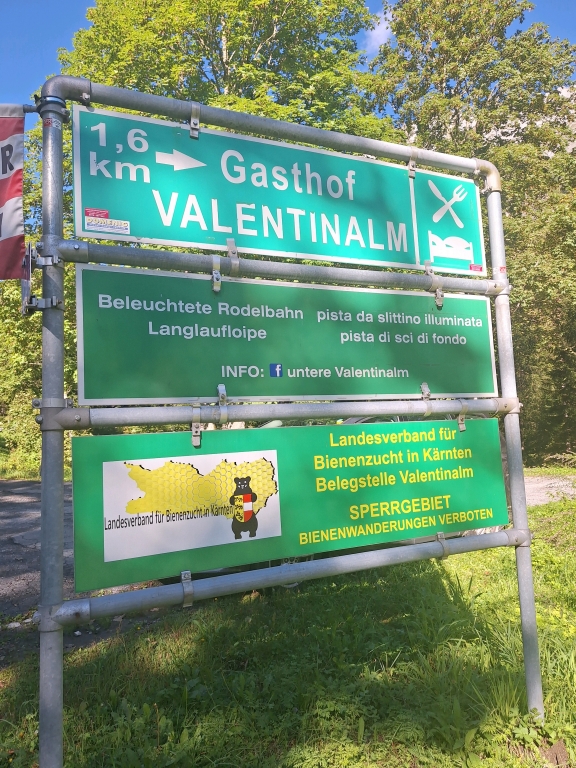 1,6 km
Gasthof
VALENTINALM
Beleuchtete Rodelbahn pista da slittino illuminata
Langlaufloipe pista di sci di fondo
INFO: f untere Valentinalm
Landesverband für
Bienenzucht in Kärnten
Belegstelle Valentinalm
SPERRGEBIET
BIENENWANDERUNGEN VERBOTEN
Landesverband für Bienenzucht in Kärnten